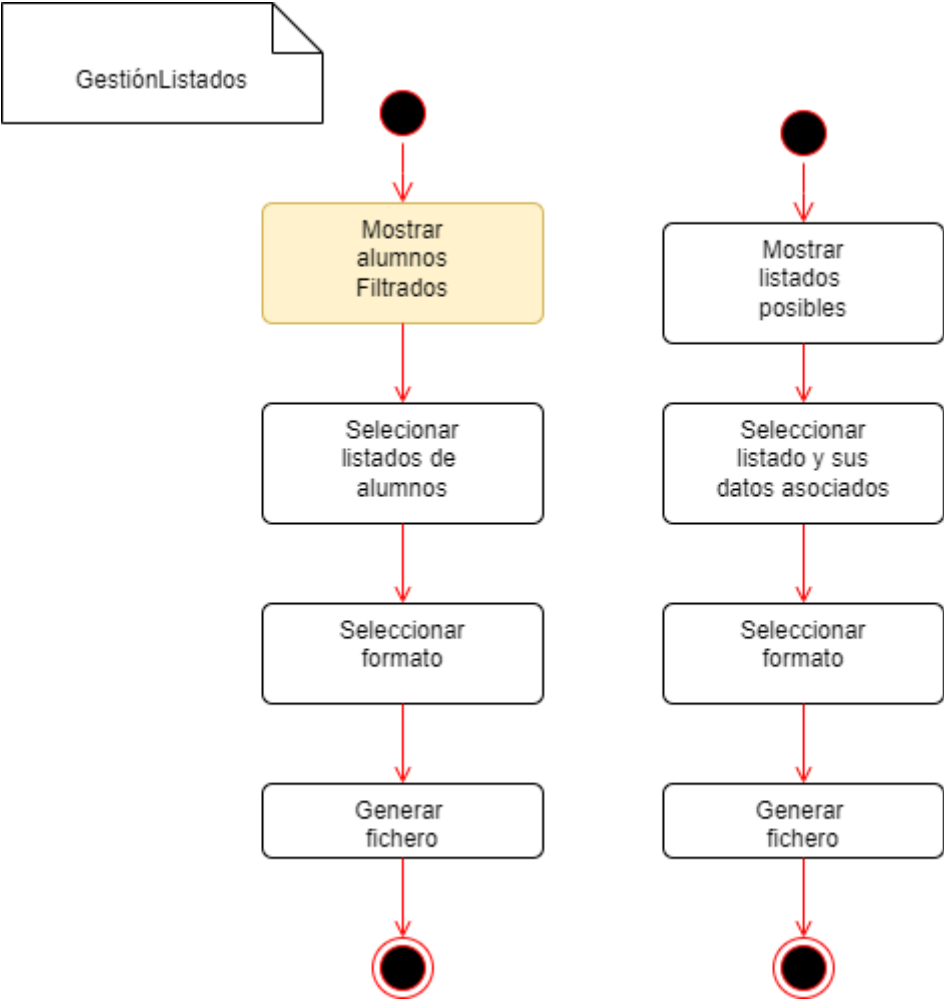 GestiónListados
Mostrar
alumnos
Filtrados
Selecionar
listados de
alumnos
Seleccionar
formato
Generar
fichero
Mostrar
listados
posibles
Seleccionar
listado y sus
datos asociados
Seleccionar
formato
Generar
fichero